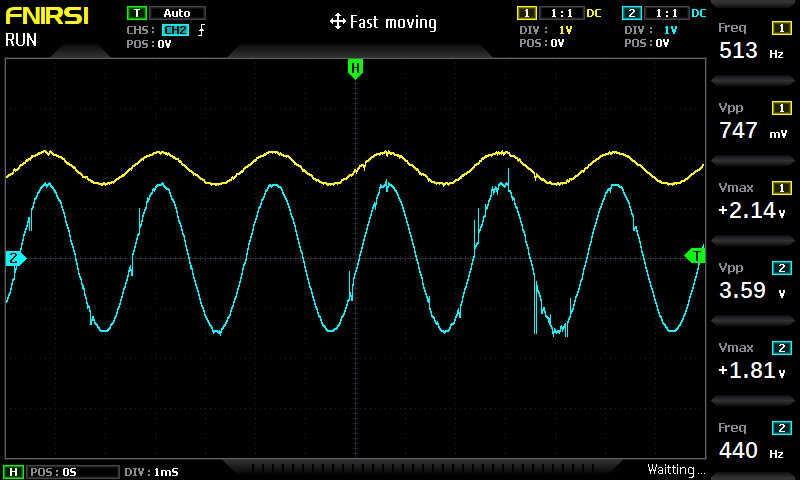 FNIRSI
RUN
T Auto
CHS: CH2
POS: 0V
Fast moving
1 1:1 DC
DIV: 1V
POS: 0V
2 1:1 DC
DIV: 1V
POS: 0V
H
2
T
Freq 1
513 Hz
Vpp 1
747 mV
Vmax 1
+2.14 V
Vpp 2
3.59 V
Vmax 2
+1.81 V
Freq 2
440 Hz
H POS: 0S DIV: 1mS
Waitting...